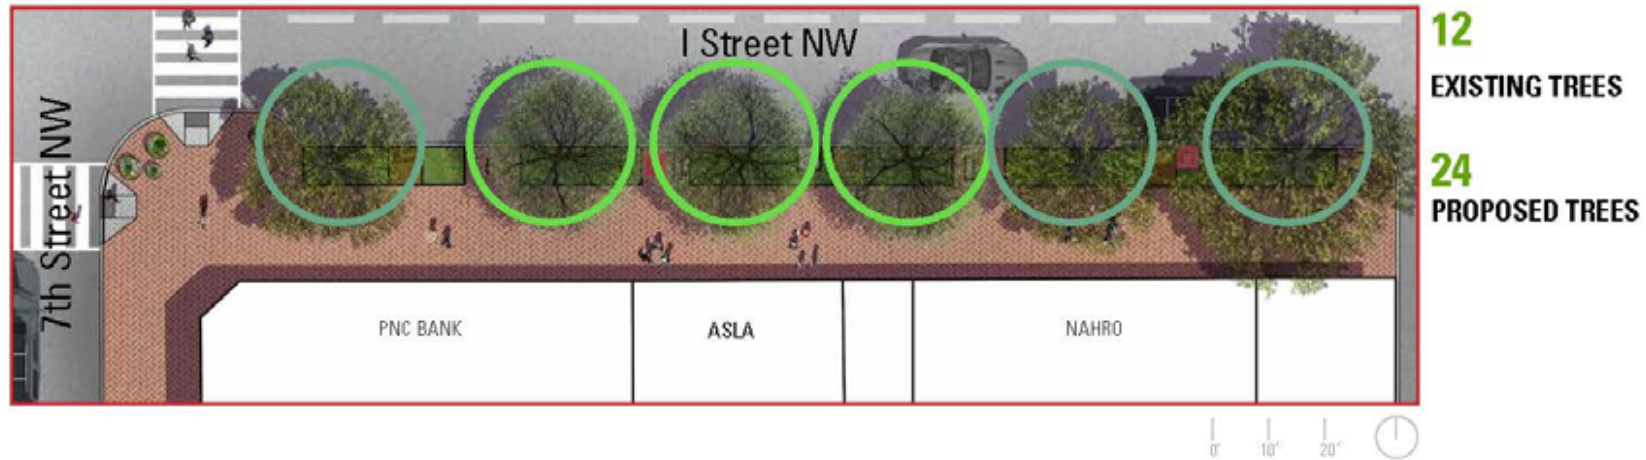 I Street NW
7th Street NW
PNC BANK
ASLA
NAHRO
12
EXISTING TREES
24
PROPOSED TREES
0' 10' 20'